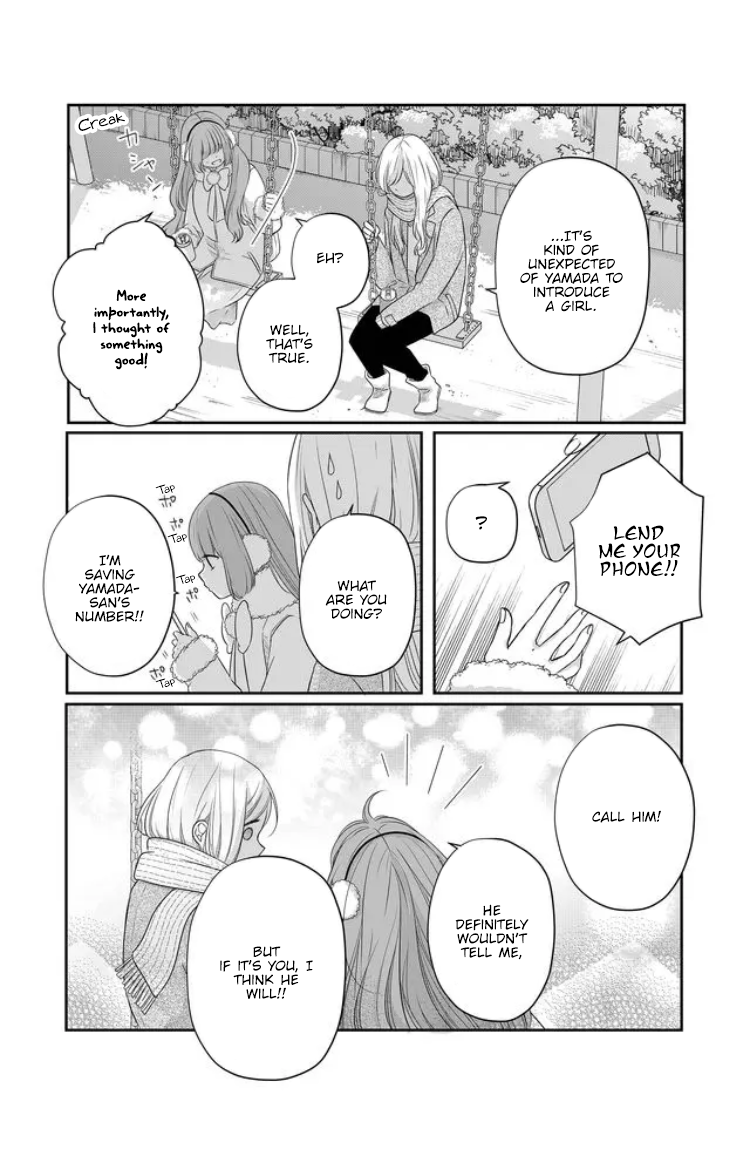 ...IT'S
KIND OF
UNEXPECTED
OF YAMADA TO
INTRODUCE
A GIRL.
EH?
WELL,
THAT'S
TRUE.
Creak
カシャン
More
importantly,
I thought of
something
good!
LEND
ME YOUR
PHONE!!
?
WHAT
ARE YOU
DOING?
Tap
ポ
ポ
Tap
Tap
ポ
Tap
I'M
SAVING
YAMADA-
SAN'S
NUMBER!!
CALL HIM!
HE
DEFINITELY
WOULDN'T
TELL ME,
BUT
IF IT'S YOU, I
THINK HE
WILL!!